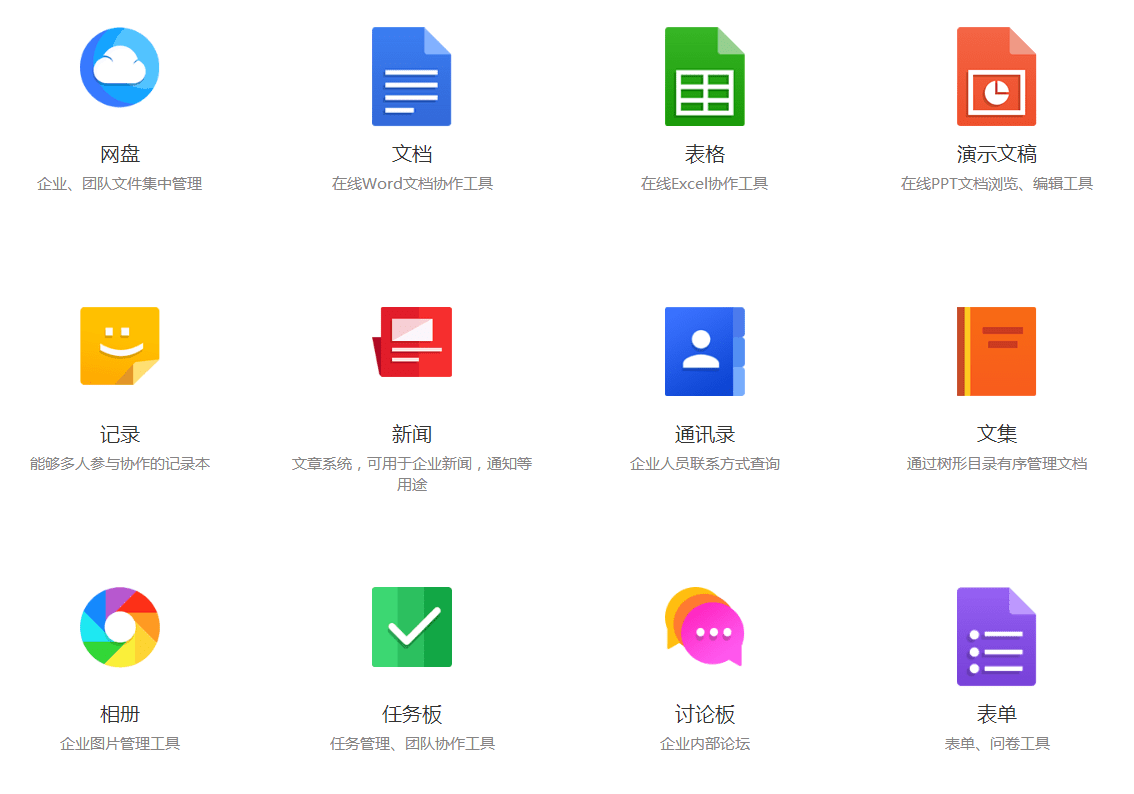 网盘
企业、团队文件集中管理
文档
在线Word文档协作工具
表格
在线Excel协作工具
演示文稿
在线PPT文档浏览、编辑工具
记录
能够多人参与协作的记录本
新闻
文章系统，可用于企业新闻，通知等
用途
通讯录
企业人员联系方式查询
文集
通过树形目录有序管理文档
相册
企业图片管理工具
任务板
任务管理、团队协作工具
讨论板
企业内部论坛
表单
表单、问卷工具